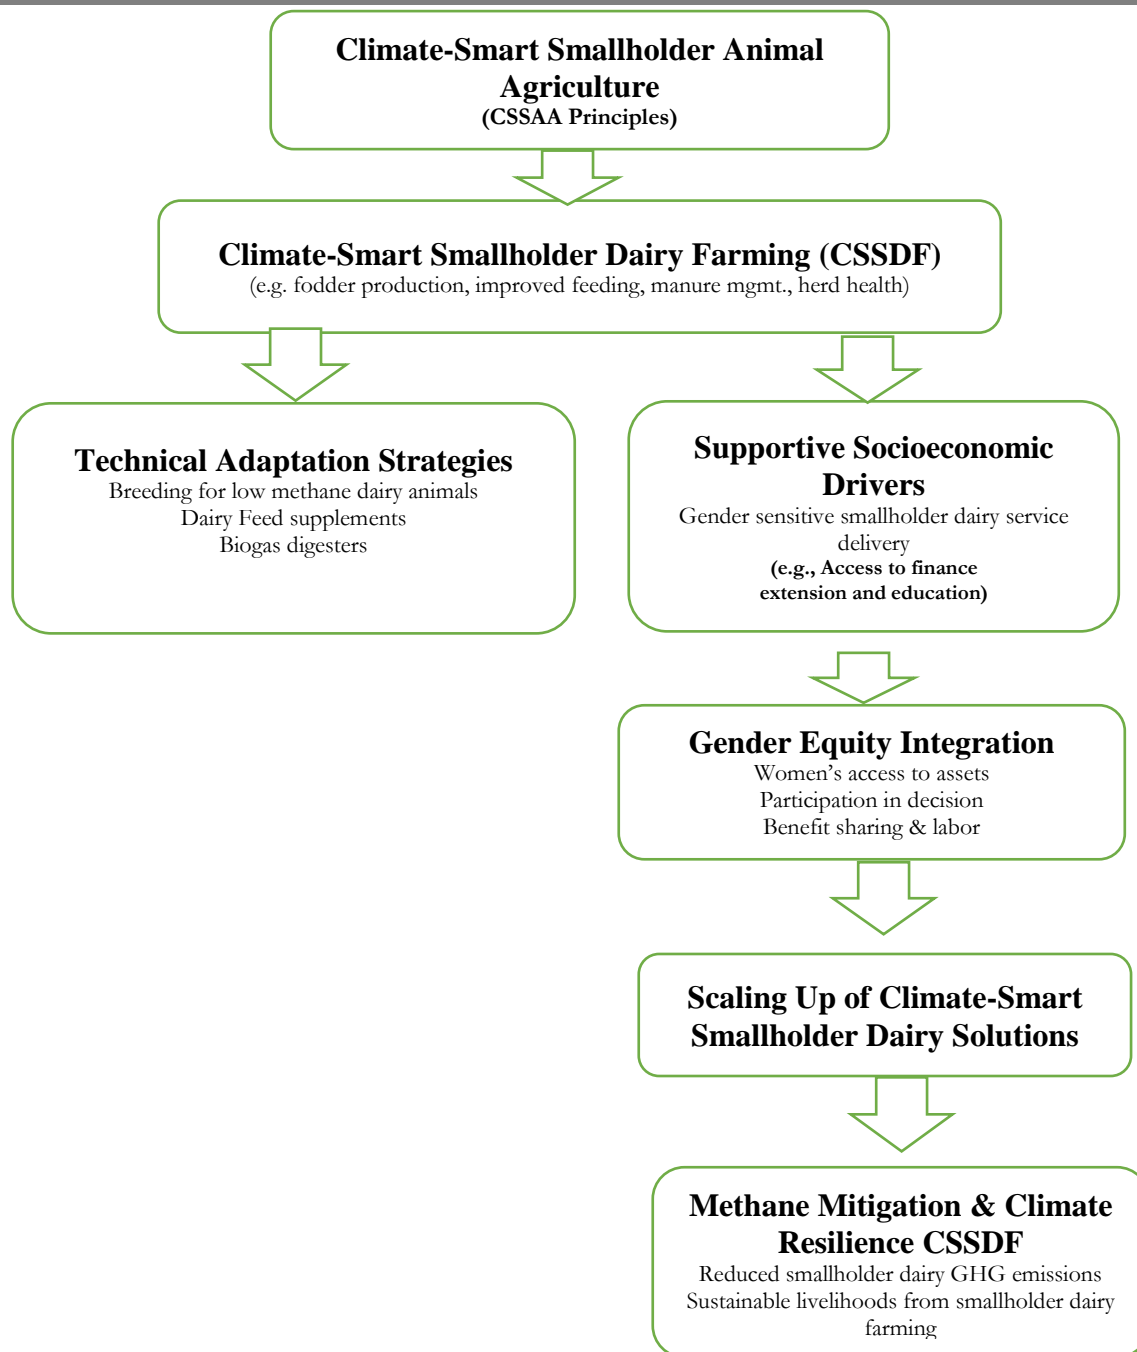 Climate-Smart Smallholder Animal
Agriculture
(CSSAA Principles)
Climate-Smart Smallholder Dairy Farming (CSSDF)
(e.g. fodder production, improved feeding, manure mgmt., herd health)
Technical Adaptation Strategies
Breeding for low methane dairy animals
Dairy Feed supplements
Biogas digesters
Supportive Socioeconomic
Drivers
Gender sensitive smallholder dairy service
delivery
(e.g., Access to finance
extension and education)
Gender Equity Integration
Women’s access to assets
Participation in decision
Benefit sharing & labor
Scaling Up of Climate-Smart
Smallholder Dairy Solutions
Methane Mitigation & Climate
Resilience CSSDF
Reduced smallholder dairy GHG emissions
Sustainable livelihoods from smallholder dairy
farming